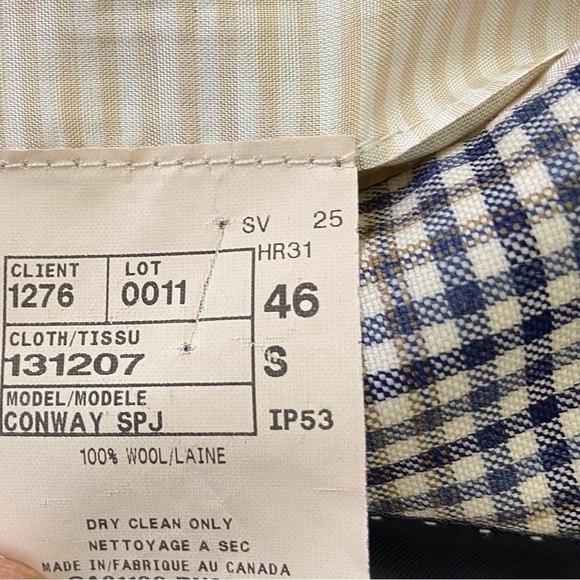 SV 25
HR31
CLIENT LOT
1276 0011 46
CLOTH/TISSU
131207 S
MODEL/MODELE
CONWAY SPJ IP53
100% WOOL/LAINE
DRY CLEAN ONLY
NETTOYAGE A SEC
MADE IN/FABRIQUE AU CANADA